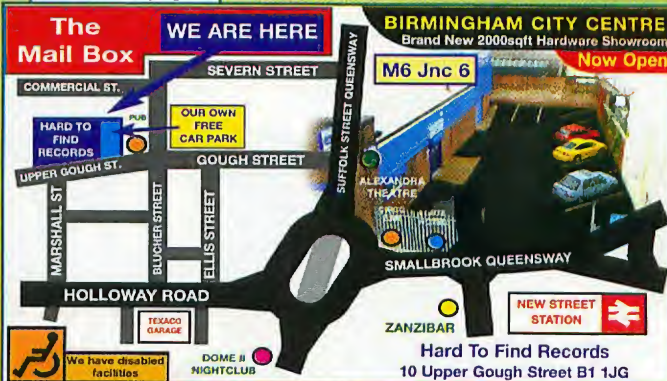 The
Mail Box
WE ARE HERE
BIRMINGHAM CITY CENTRE
Brand New 2000sqft Hardware Showroom
Now Open
M6 Jnc 6
SEVERN STREET
COMMERCIAL ST.
PUB
HARD TO
FIND
RECORDS
OUR OWN
FREE
CAR PARK
UPPER GOUGH ST.
GOUGH STREET
SUFFOLK STREET QUEENSWAY
ALEXANDRA
THEATRE
MARSHALL ST
BLUCHER STREET
ELLIS STREET
SMALLBROOK QUEENSWAY
HOLLOWAY ROAD
TEXACO
GARAGE
ZANZIBAR
NEW STREET
STATION
We have disabled
facilities
DOME II
NIGHTCLUB
Hard To Find Records
10 Upper Gough Street B1 1JG